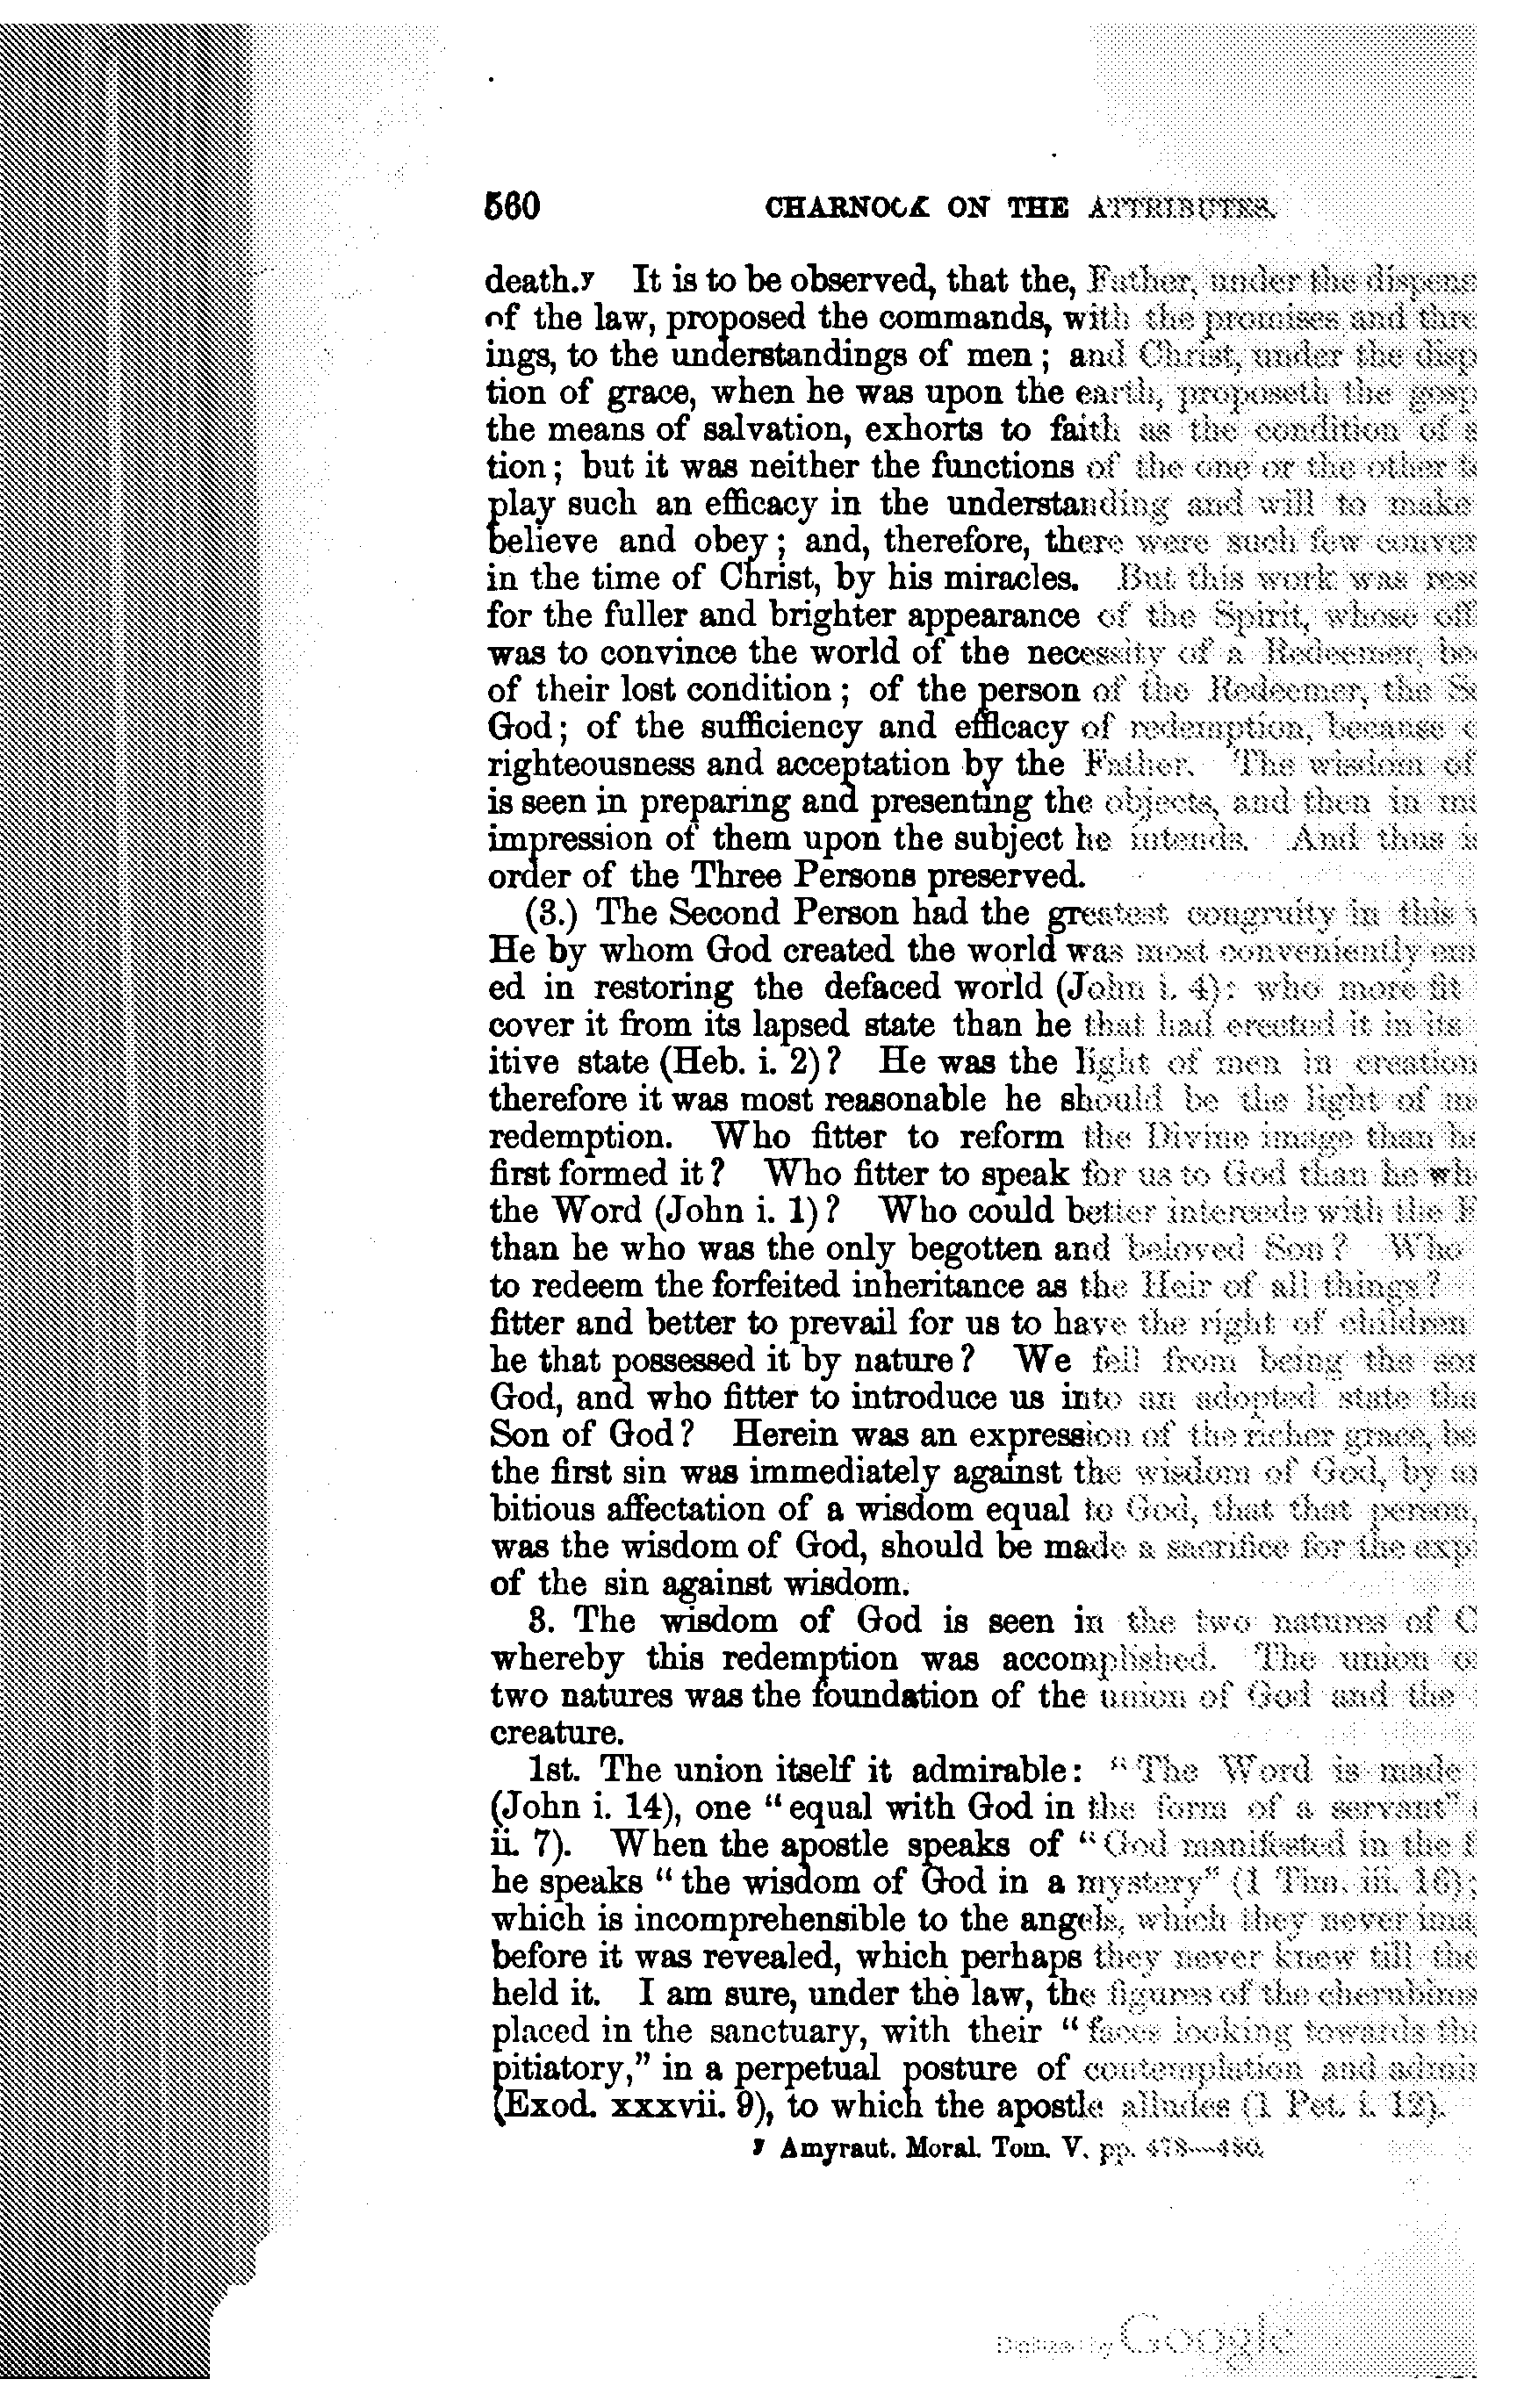 560 CHARNOCK ON THE ATTRIBUTES.
death.y It is to be observed, that the, Father, under the dispens
of the law, proposed the commands, with the promises and thre
ings, to the understandings of men; and Christ, under the disp
tion of grace, when he was upon the earth, proposeth the gosp
the means of salvation, exhorts to faith as the condition of s
tion; but it was neither the functions of the one or the other
play such an efficacy in the understanding and will to make
believe and obey; and, therefore, there were such few conver
in the time of Christ, by his miracles. But this work was res
for the fuller and brighter appearance of the Spirit, whose off
was to convince the world of the necessity of a Redeemer, be
of their lost condition; of the person of the Redeemer, the S
God; of the sufficiency and efficacy of redemption, because
righteousness and acceptation by the Father. The wisdom of
is seen in preparing and presenting the objects, and then in
impression of them upon the subject he intends. And thus
order of the Three Persons preserved.
(3.) The Second Person had the greatest congruity in this
He by whom God created the world was most conveniently em
ed in restoring the defaced world (John i. 4): who more fit
cover it from its lapsed state than he that had erected it in its
itive state (Heb. i. 2)? He was the light of men in creation
therefore it was most reasonable he should be the light of
redemption. Who fitter to reform the Divine image than h
first formed it? Who fitter to speak for us to God than he wh
the Word (John i. 1)? Who could better intercede with the F
than he who was the only begotten and beloved Son? Who
to redeem the forfeited inheritance as the Heir of all things?
fitter and better to prevail for us to have the right of children
he that possessed it by nature? We fell from being the son
God, and who fitter to introduce us into an adopted state tha
Son of God? Herein was an expression of the richer grace, be
the first sin was immediately against the wisdom of God, by
bitious affectation of a wisdom equal to God, that that person,
was the wisdom of God, should be made a sacrifice for the exp
of the sin against wisdom.
3. The wisdom of God is seen in the two natures of C
whereby this redemption was accomplished. The union o
two natures was the foundation of the union of God and the
creature.
1st. The union itself it admirable: "The Word is made
(John i. 14), one "equal with God in the form of a servant"
ii. 7). When the apostle speaks of "God manifested in the f
he speaks "the wisdom of God in a mystery" (1 Tim. iii. 16);
which is incomprehensible to the angels, which they never ima
before it was revealed, which perhaps they never knew till the
held it. I am sure, under the law, the figures of the cherubims
placed in the sanctuary, with their "faces looking towards the
pitiatory," in a perpetual posture of contemplation and admir
(Exod. xxxvii. 9), to which the apostle alludes (1 Pet. i. 12).
y Amyraut. Moral. Tom. V. pp. 478—480.
Digitized by Google